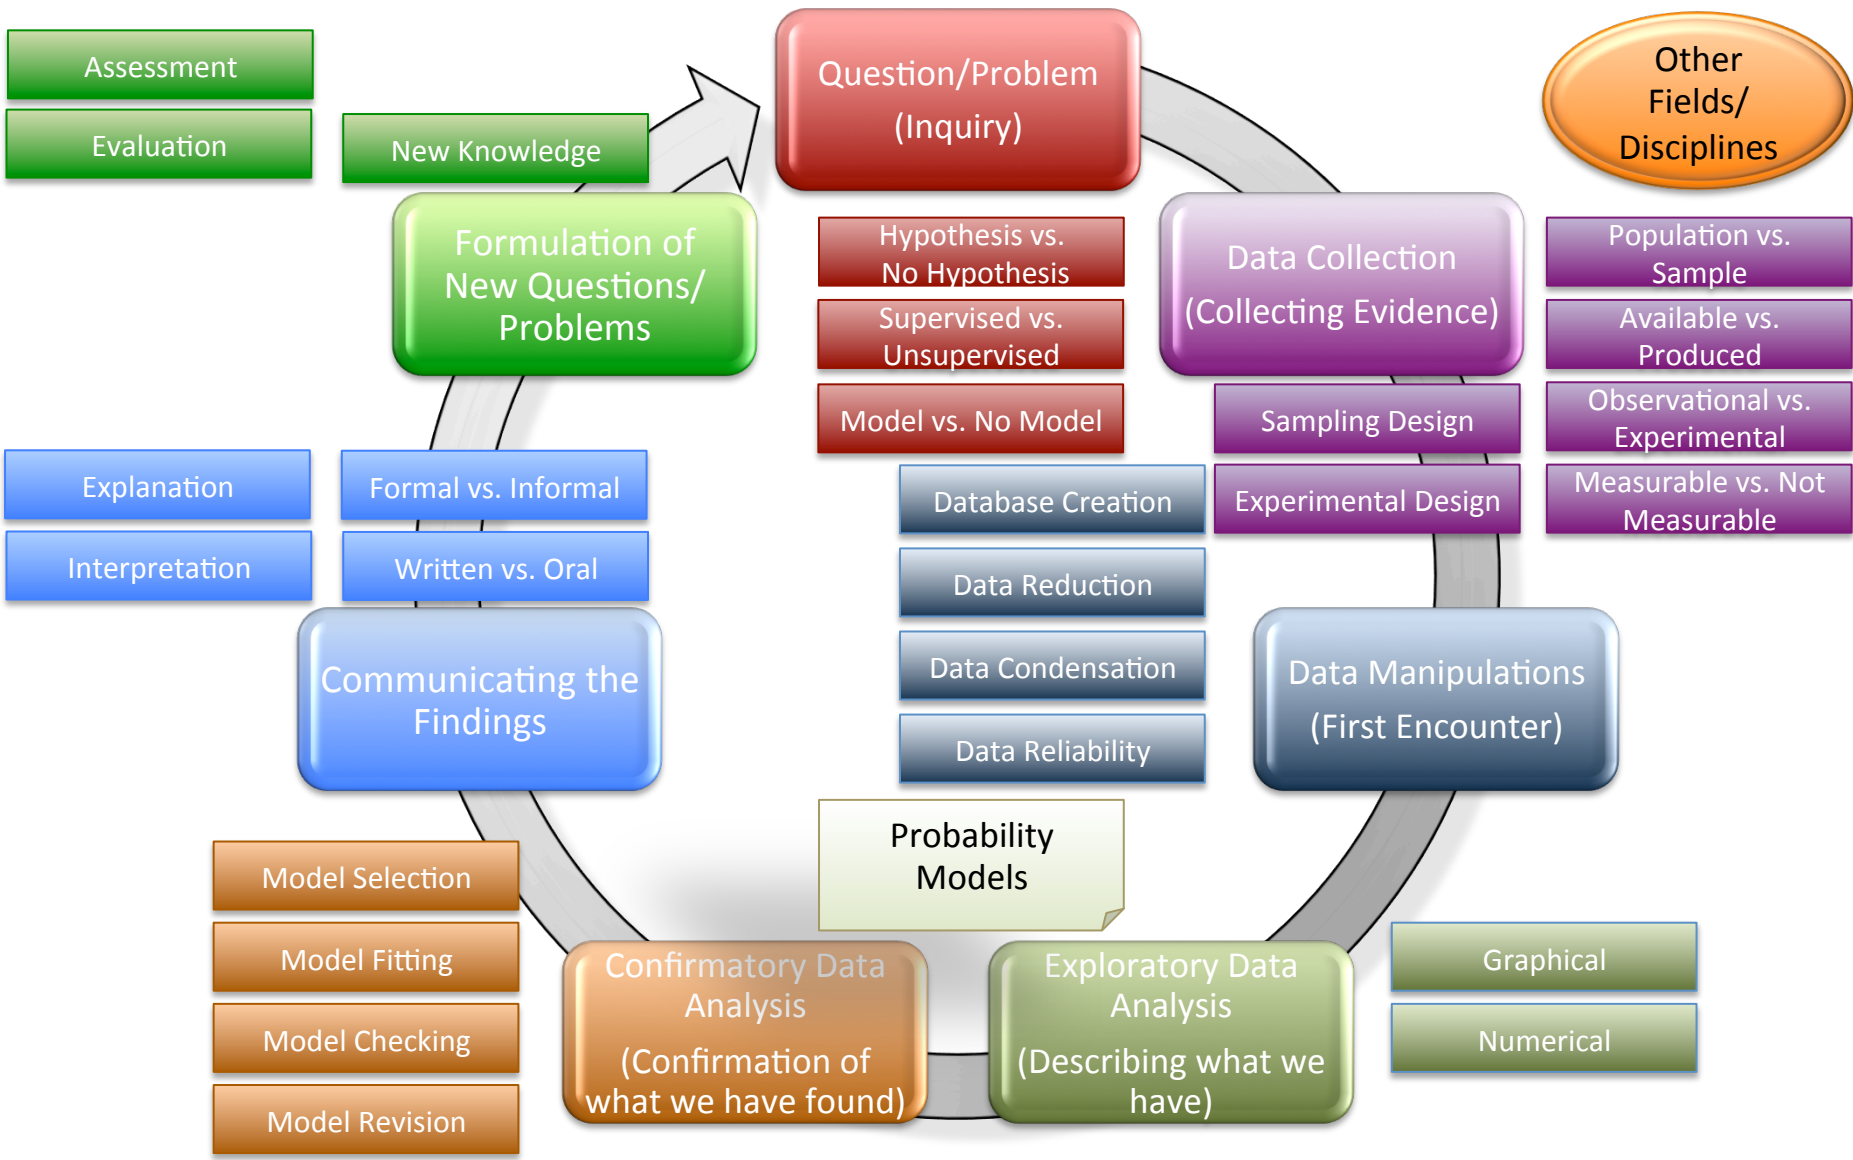 Assessment
Evaluation
New Knowledge
Question/Problem
(Inquiry)
Other
Fields/
Disciplines
Formulation of
New Questions/
Problems
Hypothesis vs.
No Hypothesis
Supervised vs.
Unsupervised
Model vs. No Model
Data Collection
(Collecting Evidence)
Population vs.
Sample
Available vs.
Produced
Observational vs.
Experimental
Measurable vs. Not
Measurable
Sampling Design
Experimental Design
Explanation
Interpretation
Formal vs. Informal
Written vs. Oral
Database Creation
Data Reduction
Data Condensation
Data Reliability
Communicating the
Findings
Data Manipulations
(First Encounter)
Probability
Models
Model Selection
Model Fitting
Model Checking
Model Revision
Confirmatory Data
Analysis
(Confirmation of
what we have found)
Exploratory Data
Analysis
(Describing what we
have)
Graphical
Numerical